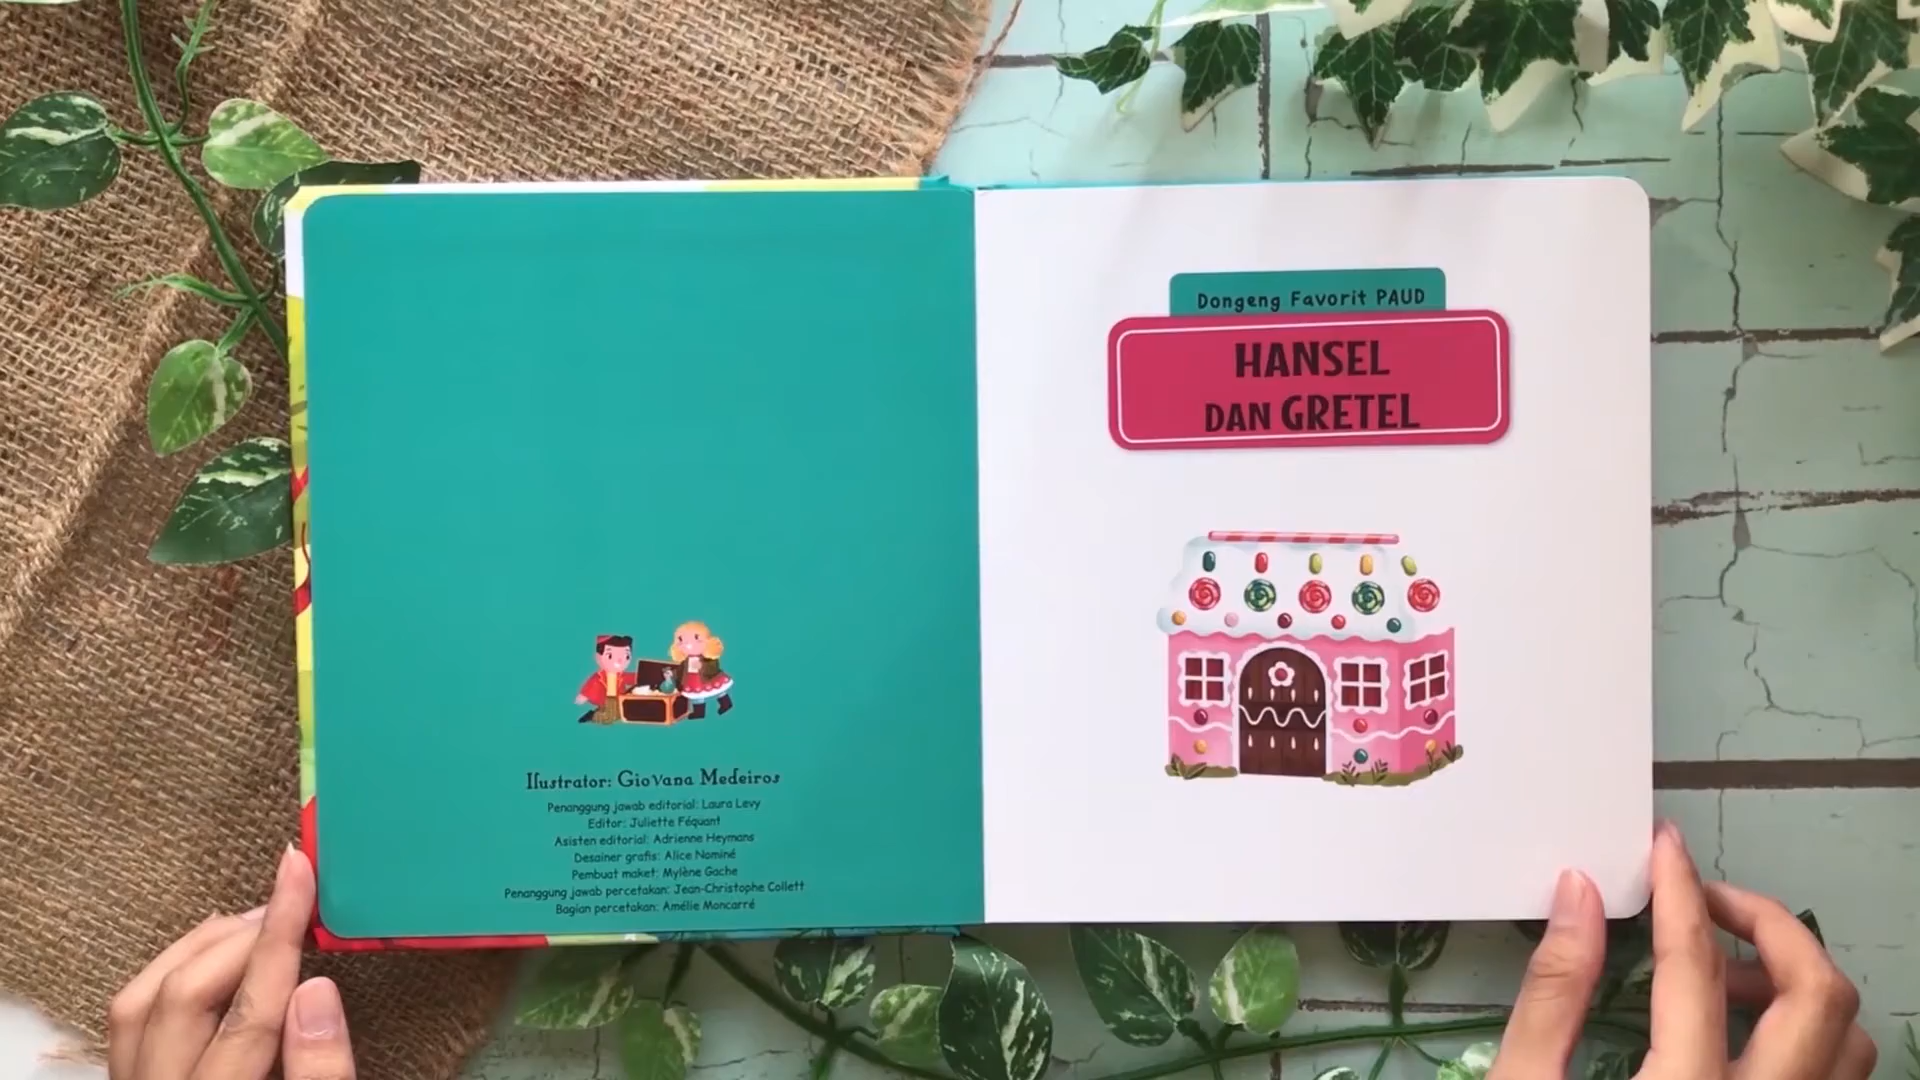 Ilustrator: Giovana Medeiros
Penanggung jawab editorial: Laura Levy
Editor: Juliette Féquant
Asisten editorial: Adrienne Heymans
Desainer grafis: Alice Nominé
Pembuat maket: Mylène Gache
Penanggung jawab percetakan: Jean-Christophe Collett
Bagian percetakan: Amélie Moncarré
Dongeng Favorit PAUD
HANSEL
DAN GRETEL